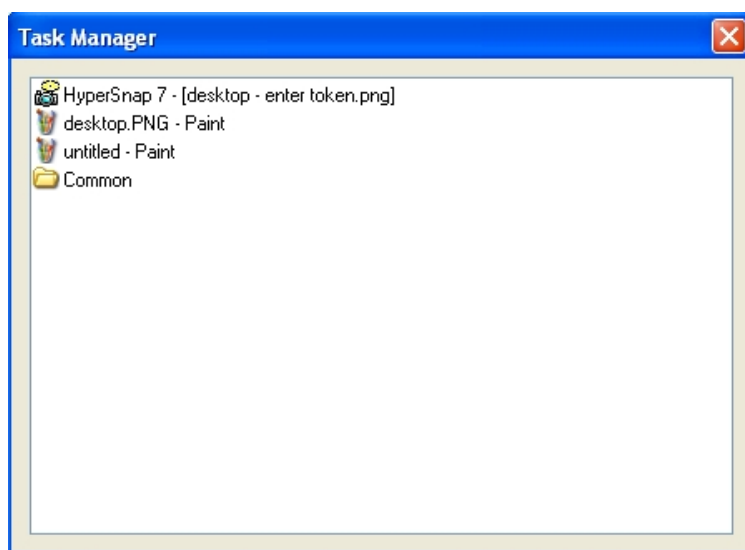 Task Manager
HyperSnap 7 - [desktop - enter token.png]
desktop.PNG - Paint
untitled - Paint
Common